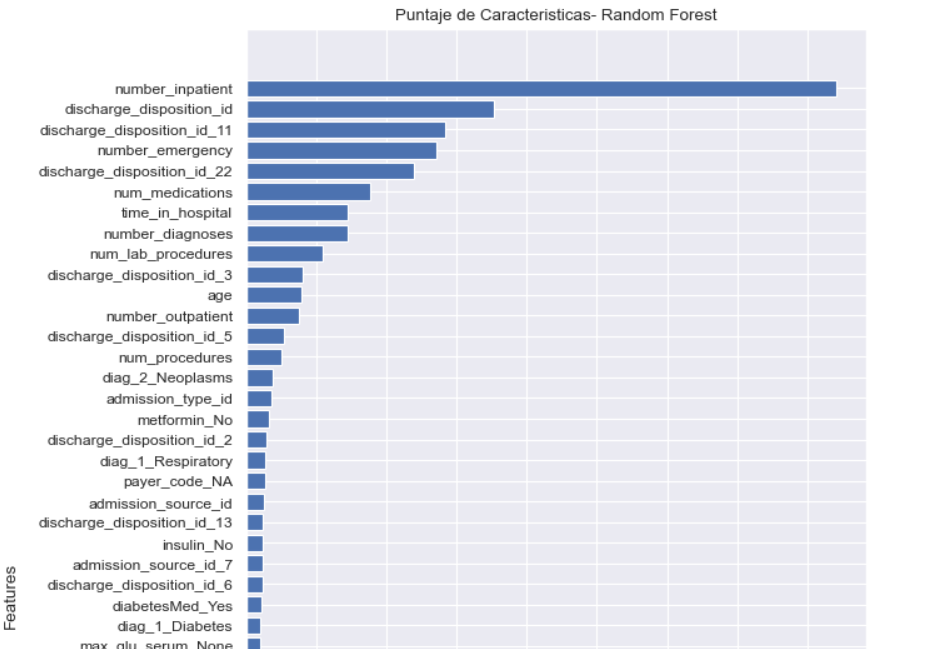 Puntaje de Caracteristicas- Random Forest
number_inpatient
discharge_disposition_id
discharge_disposition_id_11
number_emergency
discharge_disposition_id_22
num_medications
time_in_hospital
number_diagnoses
num_lab_procedures
discharge_disposition_id_3
age
number_outpatient
discharge_disposition_id_5
num_procedures
diag_2_Neoplasms
admission_type_id
metformin_No
discharge_disposition_id_2
diag_1_Respiratory
payer_code_NA
admission_source_id
discharge_disposition_id_13
insulin_No
admission_source_id_7
discharge_disposition_id_6
diabetesMed_Yes
diag_1_Diabetes
max_glu_serum_None
Features